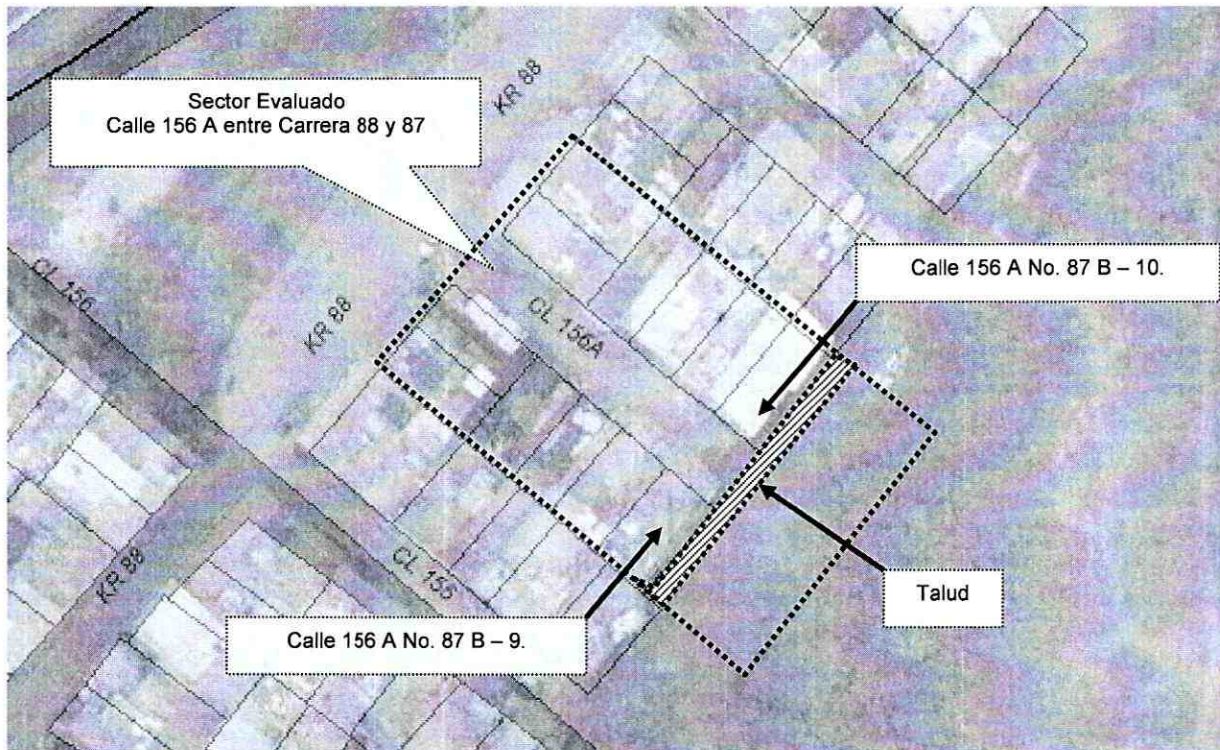 KR 88
Sector Evaluado
Calle 156 A entre Carrera 88 y 87
Calle 156 A No. 87 B – 10.
CL 156
KR 88
CL 156A
KR 88
CL 156
Talud
Calle 156 A No. 87 B – 9.